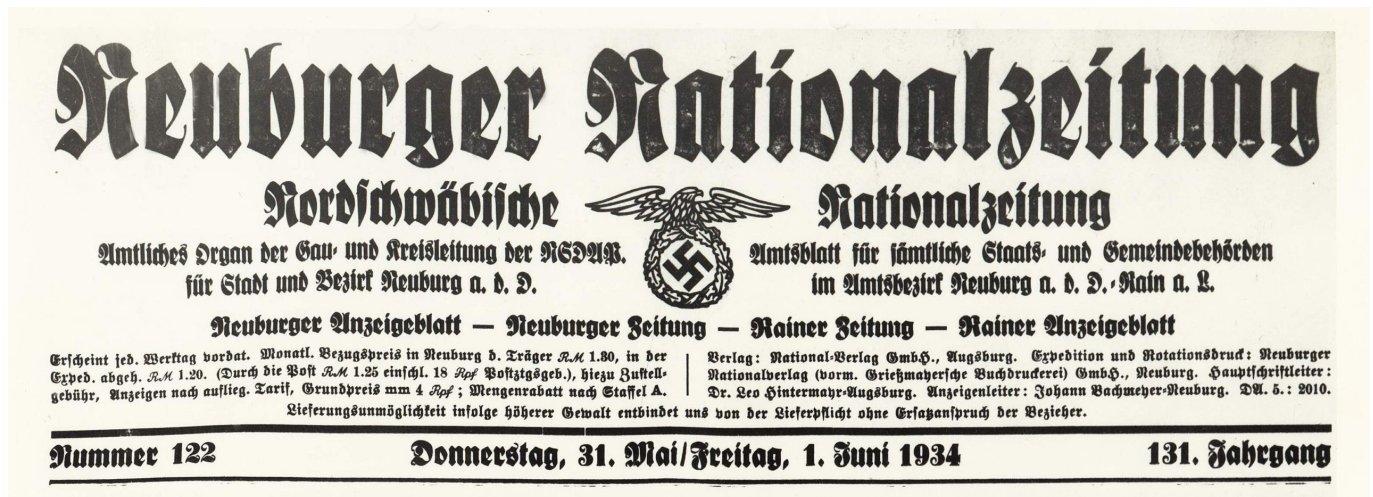 Neuburger Nationalzeitung
Nordschwäbische Nationalzeitung
Amtliches Organ der Gau- und Kreisleitung der NSDAP.
für Stadt und Bezirk Neuburg a. d. D.
Amtsblatt für sämtliche Staats- und Gemeindebehörden
im Amtsbezirk Neuburg a. d. D.-Rain a. L.
Neuburger Anzeigeblatt — Neuburger Zeitung — Rainer Zeitung — Rainer Anzeigeblatt
Erscheint jed. Werktag vordat. Monatl. Bezugspreis in Neuburg d. Träger RM 1.30, in der
Exped. abgeh. RM 1.20. (Durch die Post RM 1.25 einschl. 18 Rpf Postztgsgeb.), hiezu Zustell-
gebühr, Anzeigen nach auflieg. Tarif, Grundpreis mm 4 Rpf; Mengenrabatt nach Staffel A.
Verlag: National-Verlag GmbH., Augsburg. Expedition und Rotationsdruck: Neuburger
Nationalverlag (vorm. Grießmayersche Buchdruckerei) GmbH., Neuburg. Hauptschriftleiter:
Dr. Leo Hintermayr-Augsburg. Anzeigenleiter: Johann Bachmeyer-Neuburg. DA. 5.: 2010.
Lieferungsunmöglichkeit infolge höherer Gewalt entbindet uns von der Lieferpflicht ohne Ersatzanspruch der Bezieher.
Nummer 122 Donnerstag, 31. Mai/Freitag, 1. Juni 1934 131. Jahrgang